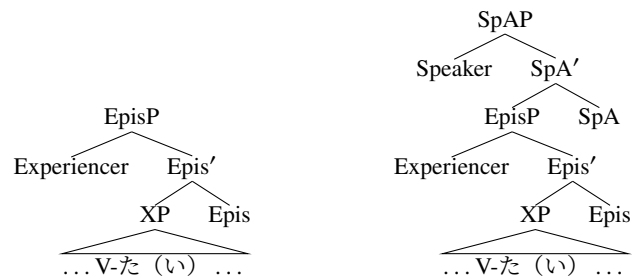 SpAP
Speaker SpA′
EpisP EpisP SpA
Experiencer Epis′ Experiencer Epis′
XP Epis XP Epis
... V-た（い） ... ... V-た（い） ...